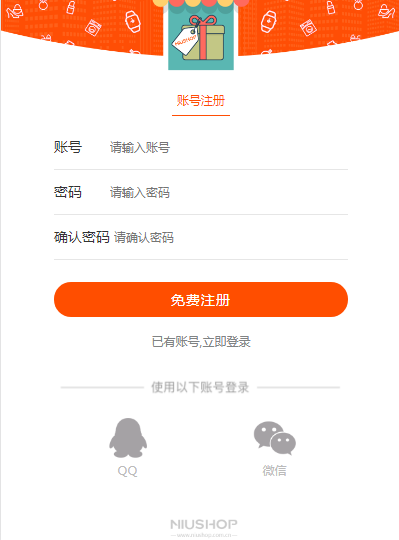 NIUSHOP
账号注册
账号 请输入账号
密码 请输入密码
确认密码 请确认密码
免费注册
已有账号,立即登录
使用以下账号登录
QQ 微信
NIUSHOP
www.niushop.com.cn